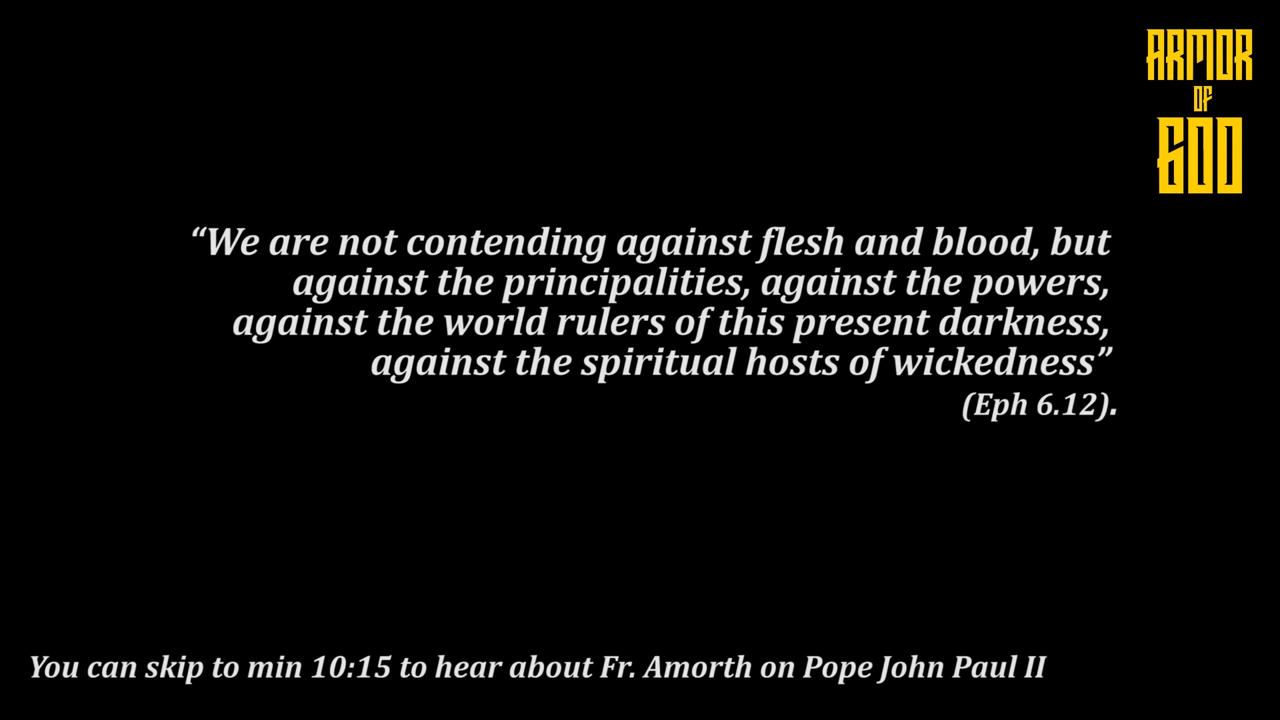 ARMOR
OF
GOD
“We are not contending against flesh and blood, but
against the principalities, against the powers,
against the world rulers of this present darkness,
against the spiritual hosts of wickedness”
(Eph 6.12).
You can skip to min 10:15 to hear about Fr. Amorth on Pope John Paul II